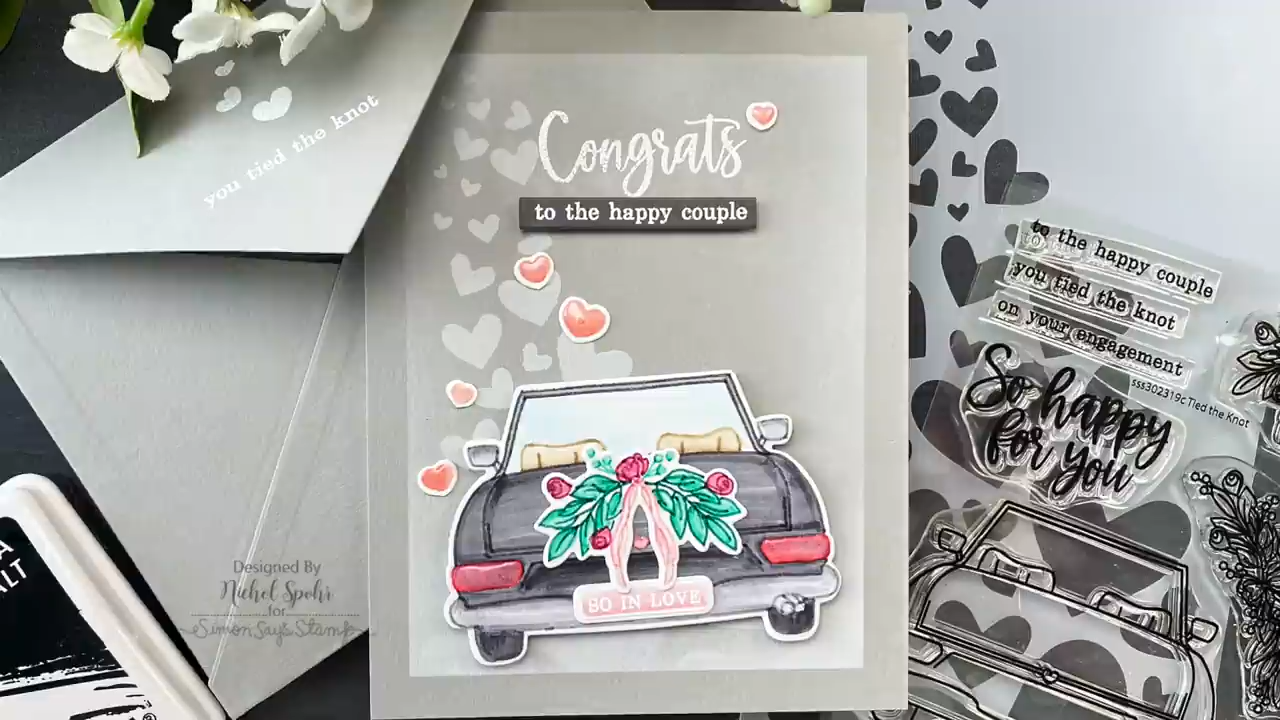 you tied the knot
Congrats
to the happy couple
SO IN LOVE
to the happy couple
you tied the knot
on your engagement
sss302319c Tied the Knot
So happy
for you
Designed By
Nichol Spohr
for
Simon Says Stamp